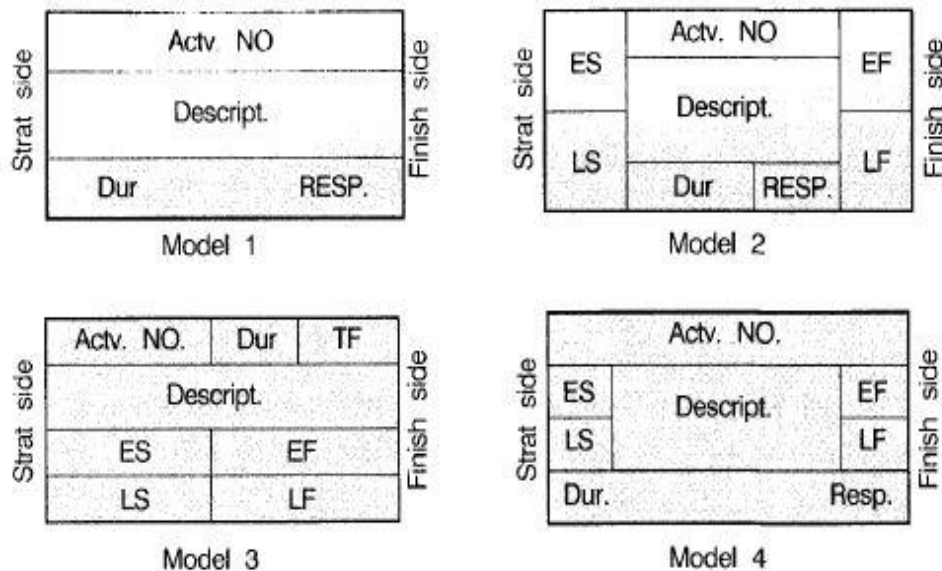 Strat side
Actv. NO
Descript.
Dur RESP.
Finish side
Model 1
Strat side
ES
LS
Actv. NO
Descript.
Dur RESP.
EF
LF
Finish side
Model 2
Strat side
Actv. NO. Dur TF
Descript.
ES EF
LS LF
Finish side
Model 3
Strat side
Actv. NO.
ES Descript. EF
LS LF
Dur. Resp.
Finish side
Model 4